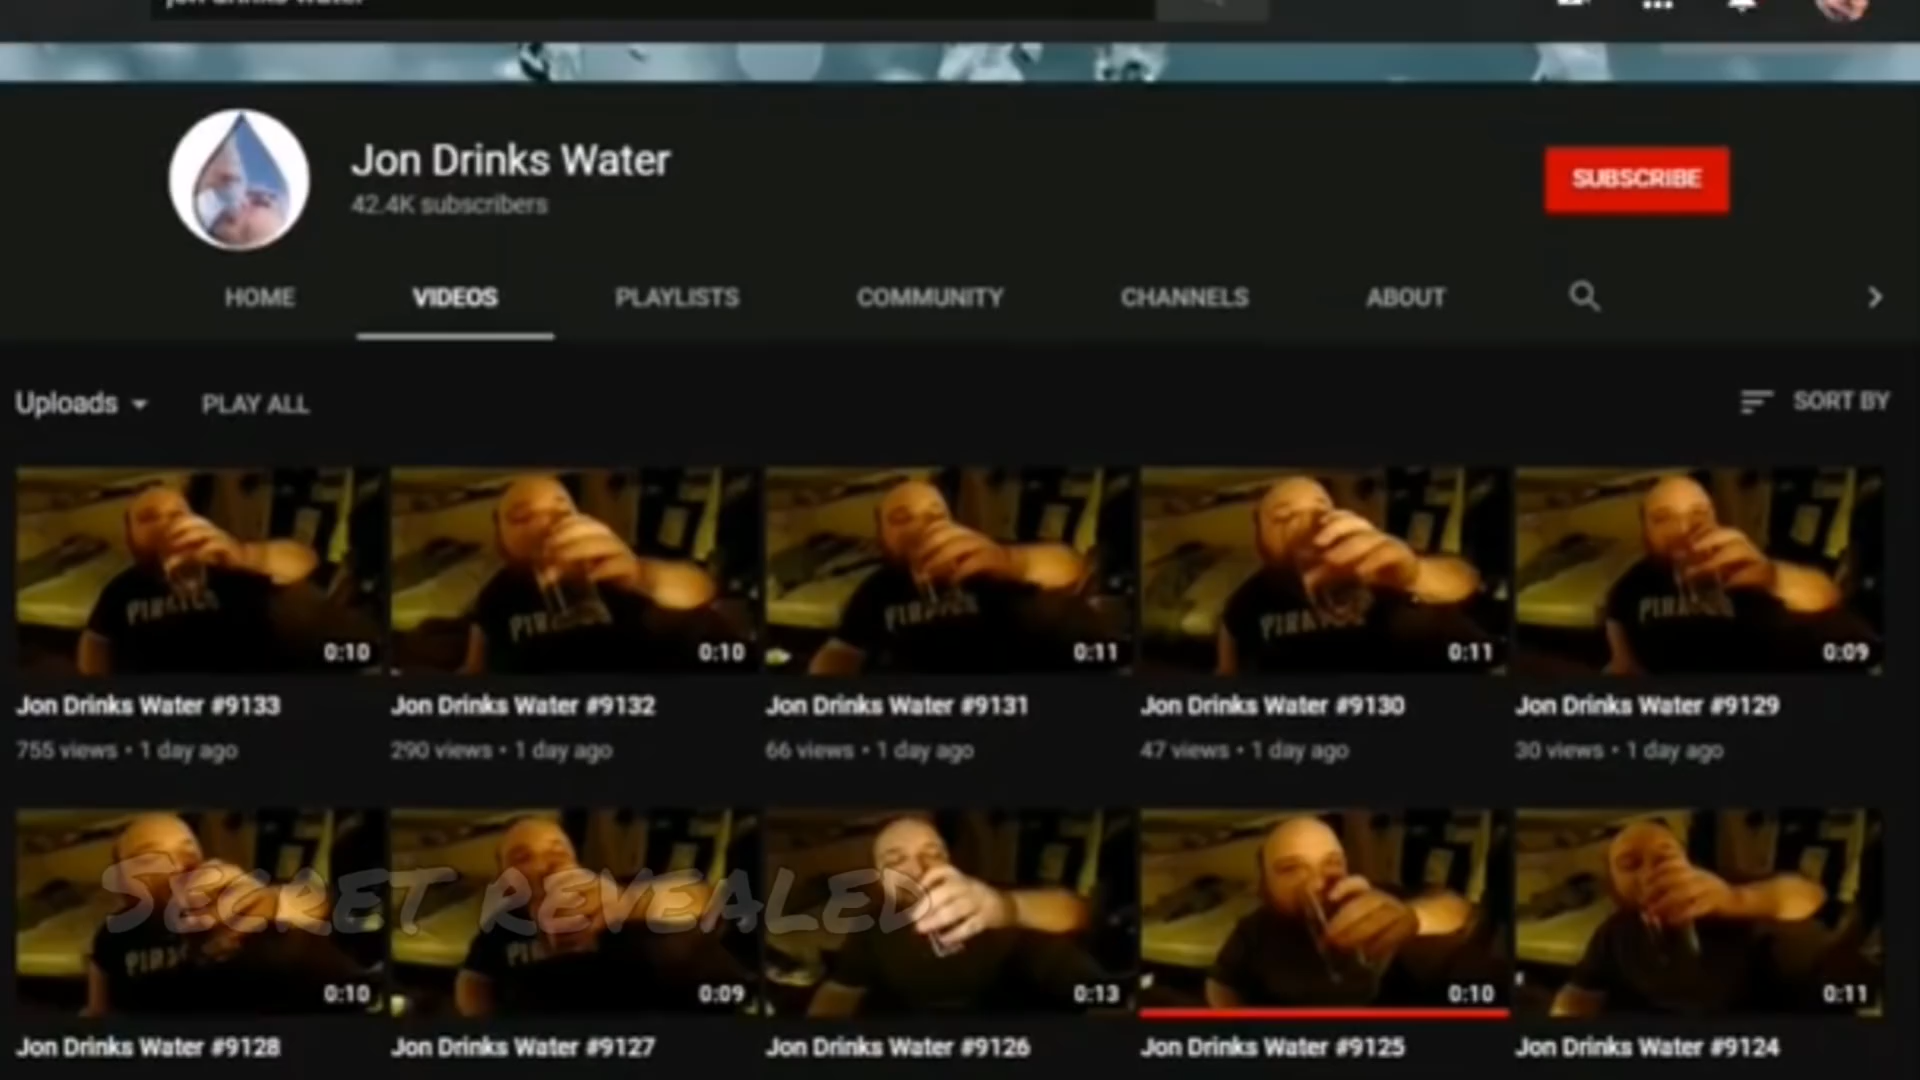 jon drinks water
Jon Drinks Water
42.4K subscribers
SUBSCRIBE
HOME VIDEOS PLAYLISTS COMMUNITY CHANNELS ABOUT
Uploads PLAY ALL SORT BY
PIRATES
0:10 0:10 0:11 0:11 0:09
Jon Drinks Water #9133 Jon Drinks Water #9132 Jon Drinks Water #9131 Jon Drinks Water #9130 Jon Drinks Water #9129
755 views • 1 day ago 290 views • 1 day ago 66 views • 1 day ago 47 views • 1 day ago 30 views • 1 day ago
SECRET REVEALED
0:10 0:09 0:13 0:10 0:11
Jon Drinks Water #9128 Jon Drinks Water #9127 Jon Drinks Water #9126 Jon Drinks Water #9125 Jon Drinks Water #9124